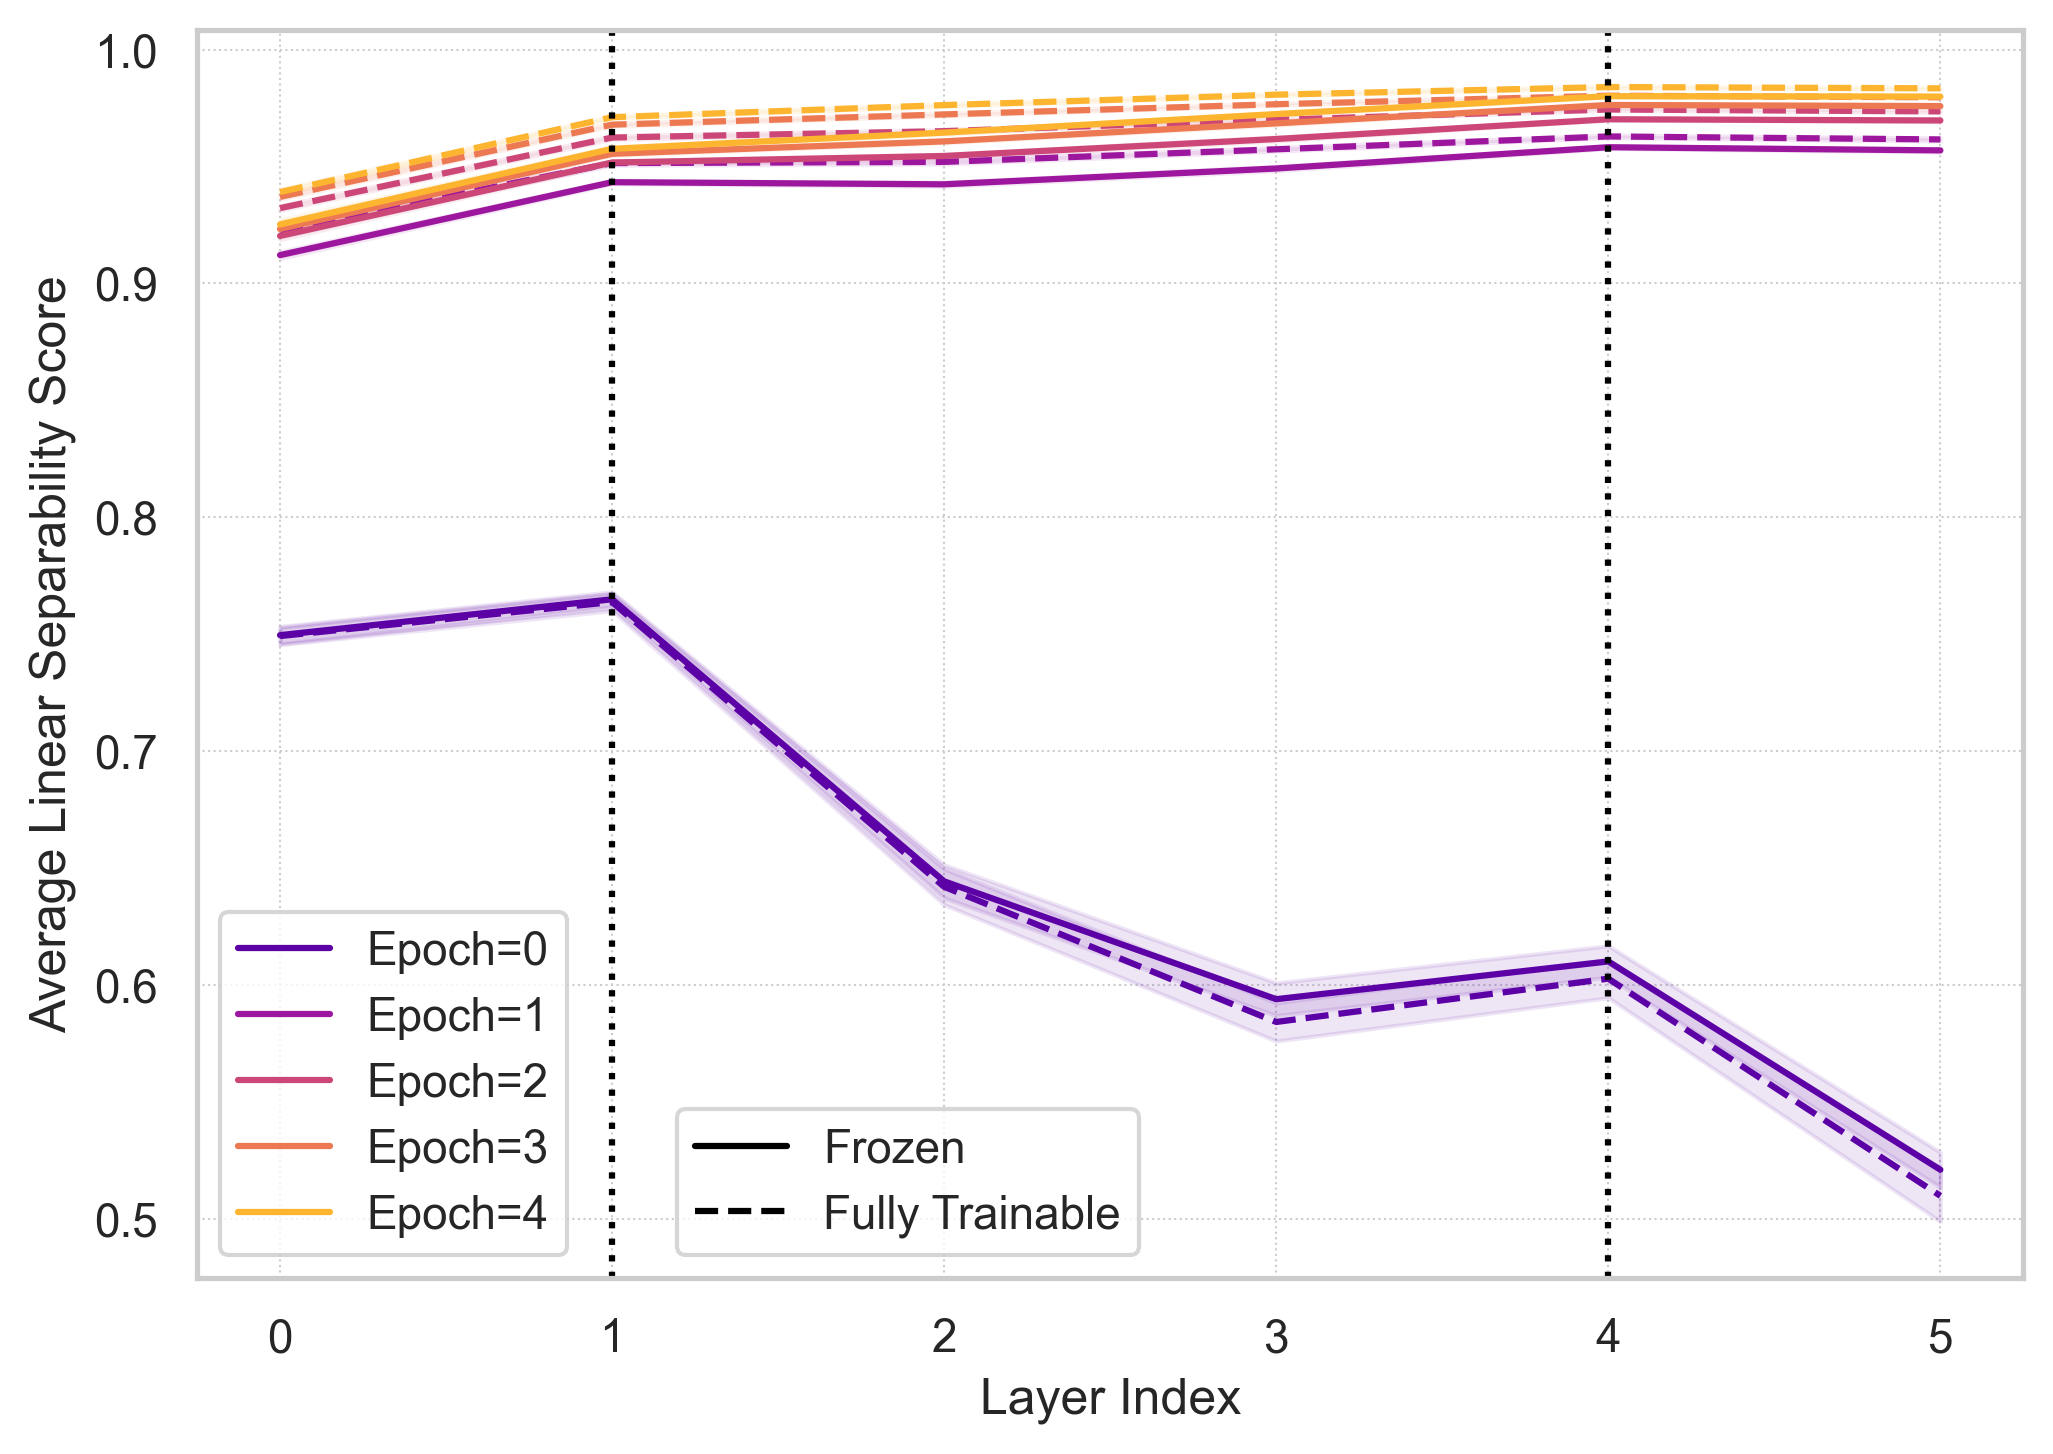 1.0
0.9
0.8
0.7
0.6
0.5
Average Linear Separability Score
Epoch=0
Epoch=1
Epoch=2
Epoch=3
Epoch=4
Frozen
Fully Trainable
0 1 2 3 4 5
Layer Index